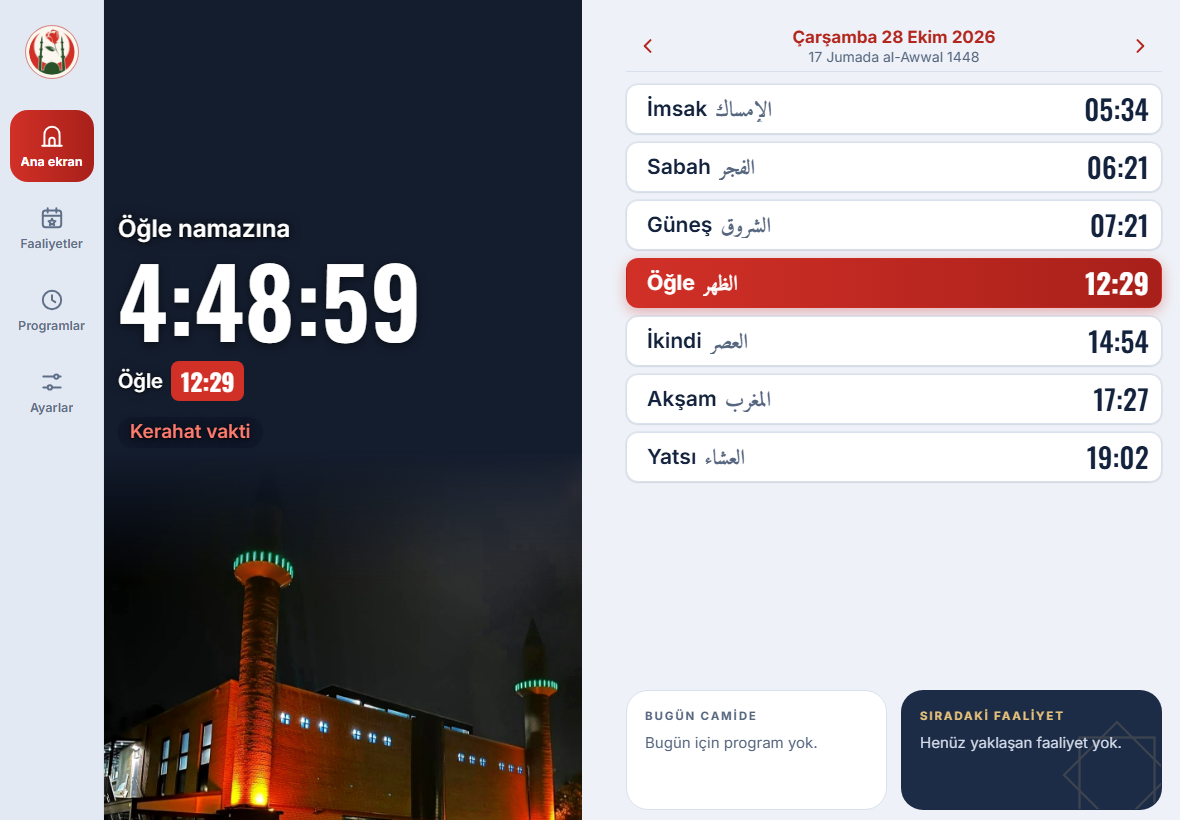 Ana ekran
Faaliyetler
Programlar
Ayarlar
Öğle namazına
4:48:59
Öğle 12:29
Kerahat vakti
Çarşamba 28 Ekim 2026
17 Jumada al-Awwal 1448
İmsak الإمساك 05:34
Sabah الفجر 06:21
Güneş الشروق 07:21
Öğle الظهر 12:29
İkindi العصر 14:54
Akşam المغرب 17:27
Yatsı العشاء 19:02
BUGÜN CAMİDE
Bugün için program yok.
SIRADAKİ FAALİYET
Henüz yaklaşan faaliyet yok.